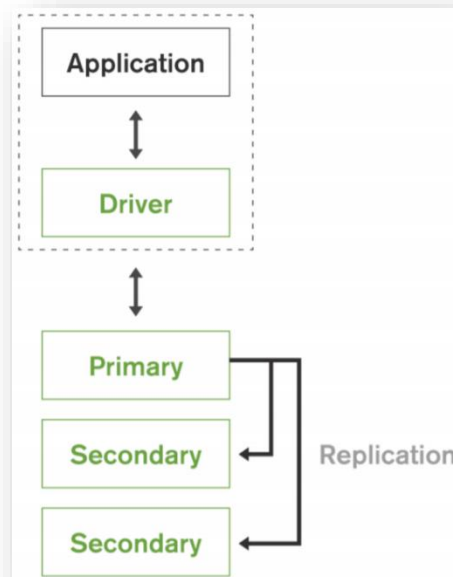 Application
Driver
Primary
Secondary
Replication
Secondary